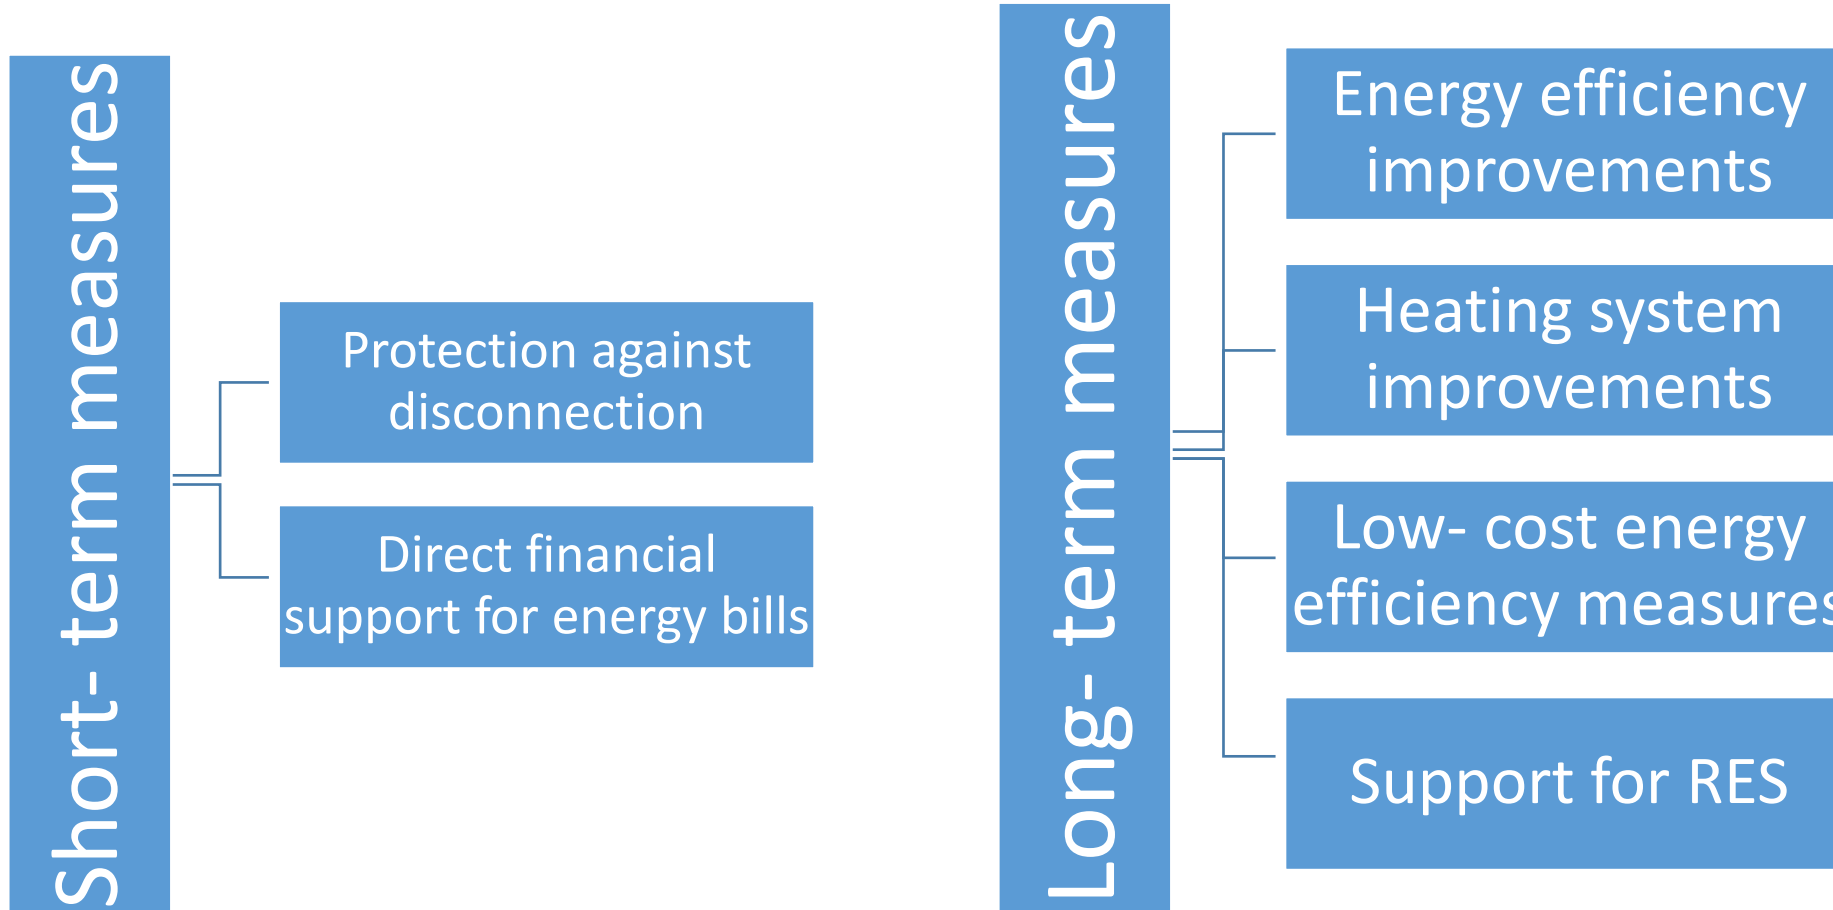 Short- term measures
Protection against
disconnection
Direct financial
support for energy bills
Long- term measures
Energy efficiency
improvements
Heating system
improvements
Low- cost energy
efficiency measures
Support for RES